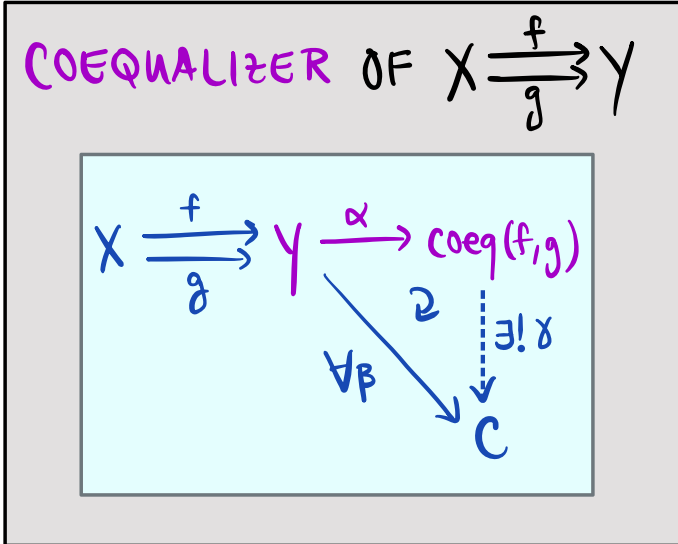 COEQUALIZER OF X f g Y
X f g Y α coeq(f,g)
∀β ∃! γ
C